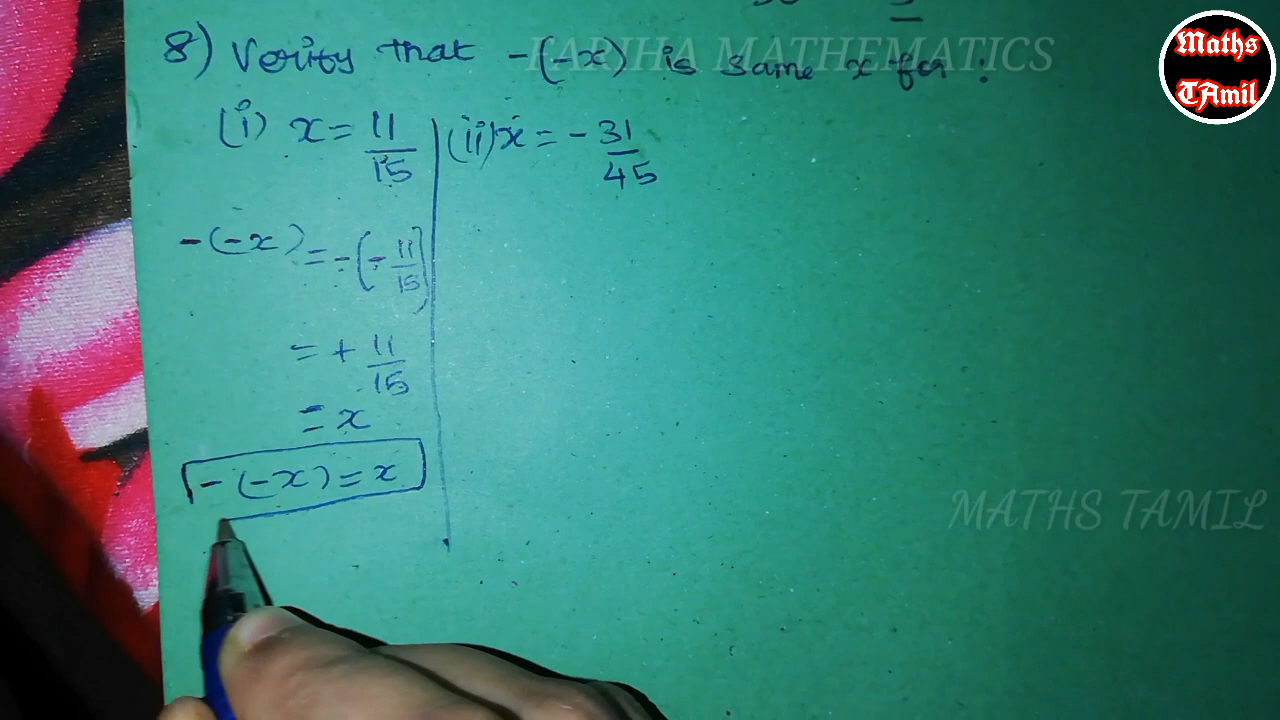 8) Verify that -(-x) is same x for :
(i) x = 11/15
-(-x) = -(-11/15)
= + 11/15
= x
-(-x) = x
(ii) x = -31/45
MATHEMATICS
MATHS TAMIL
Maths
TAmil